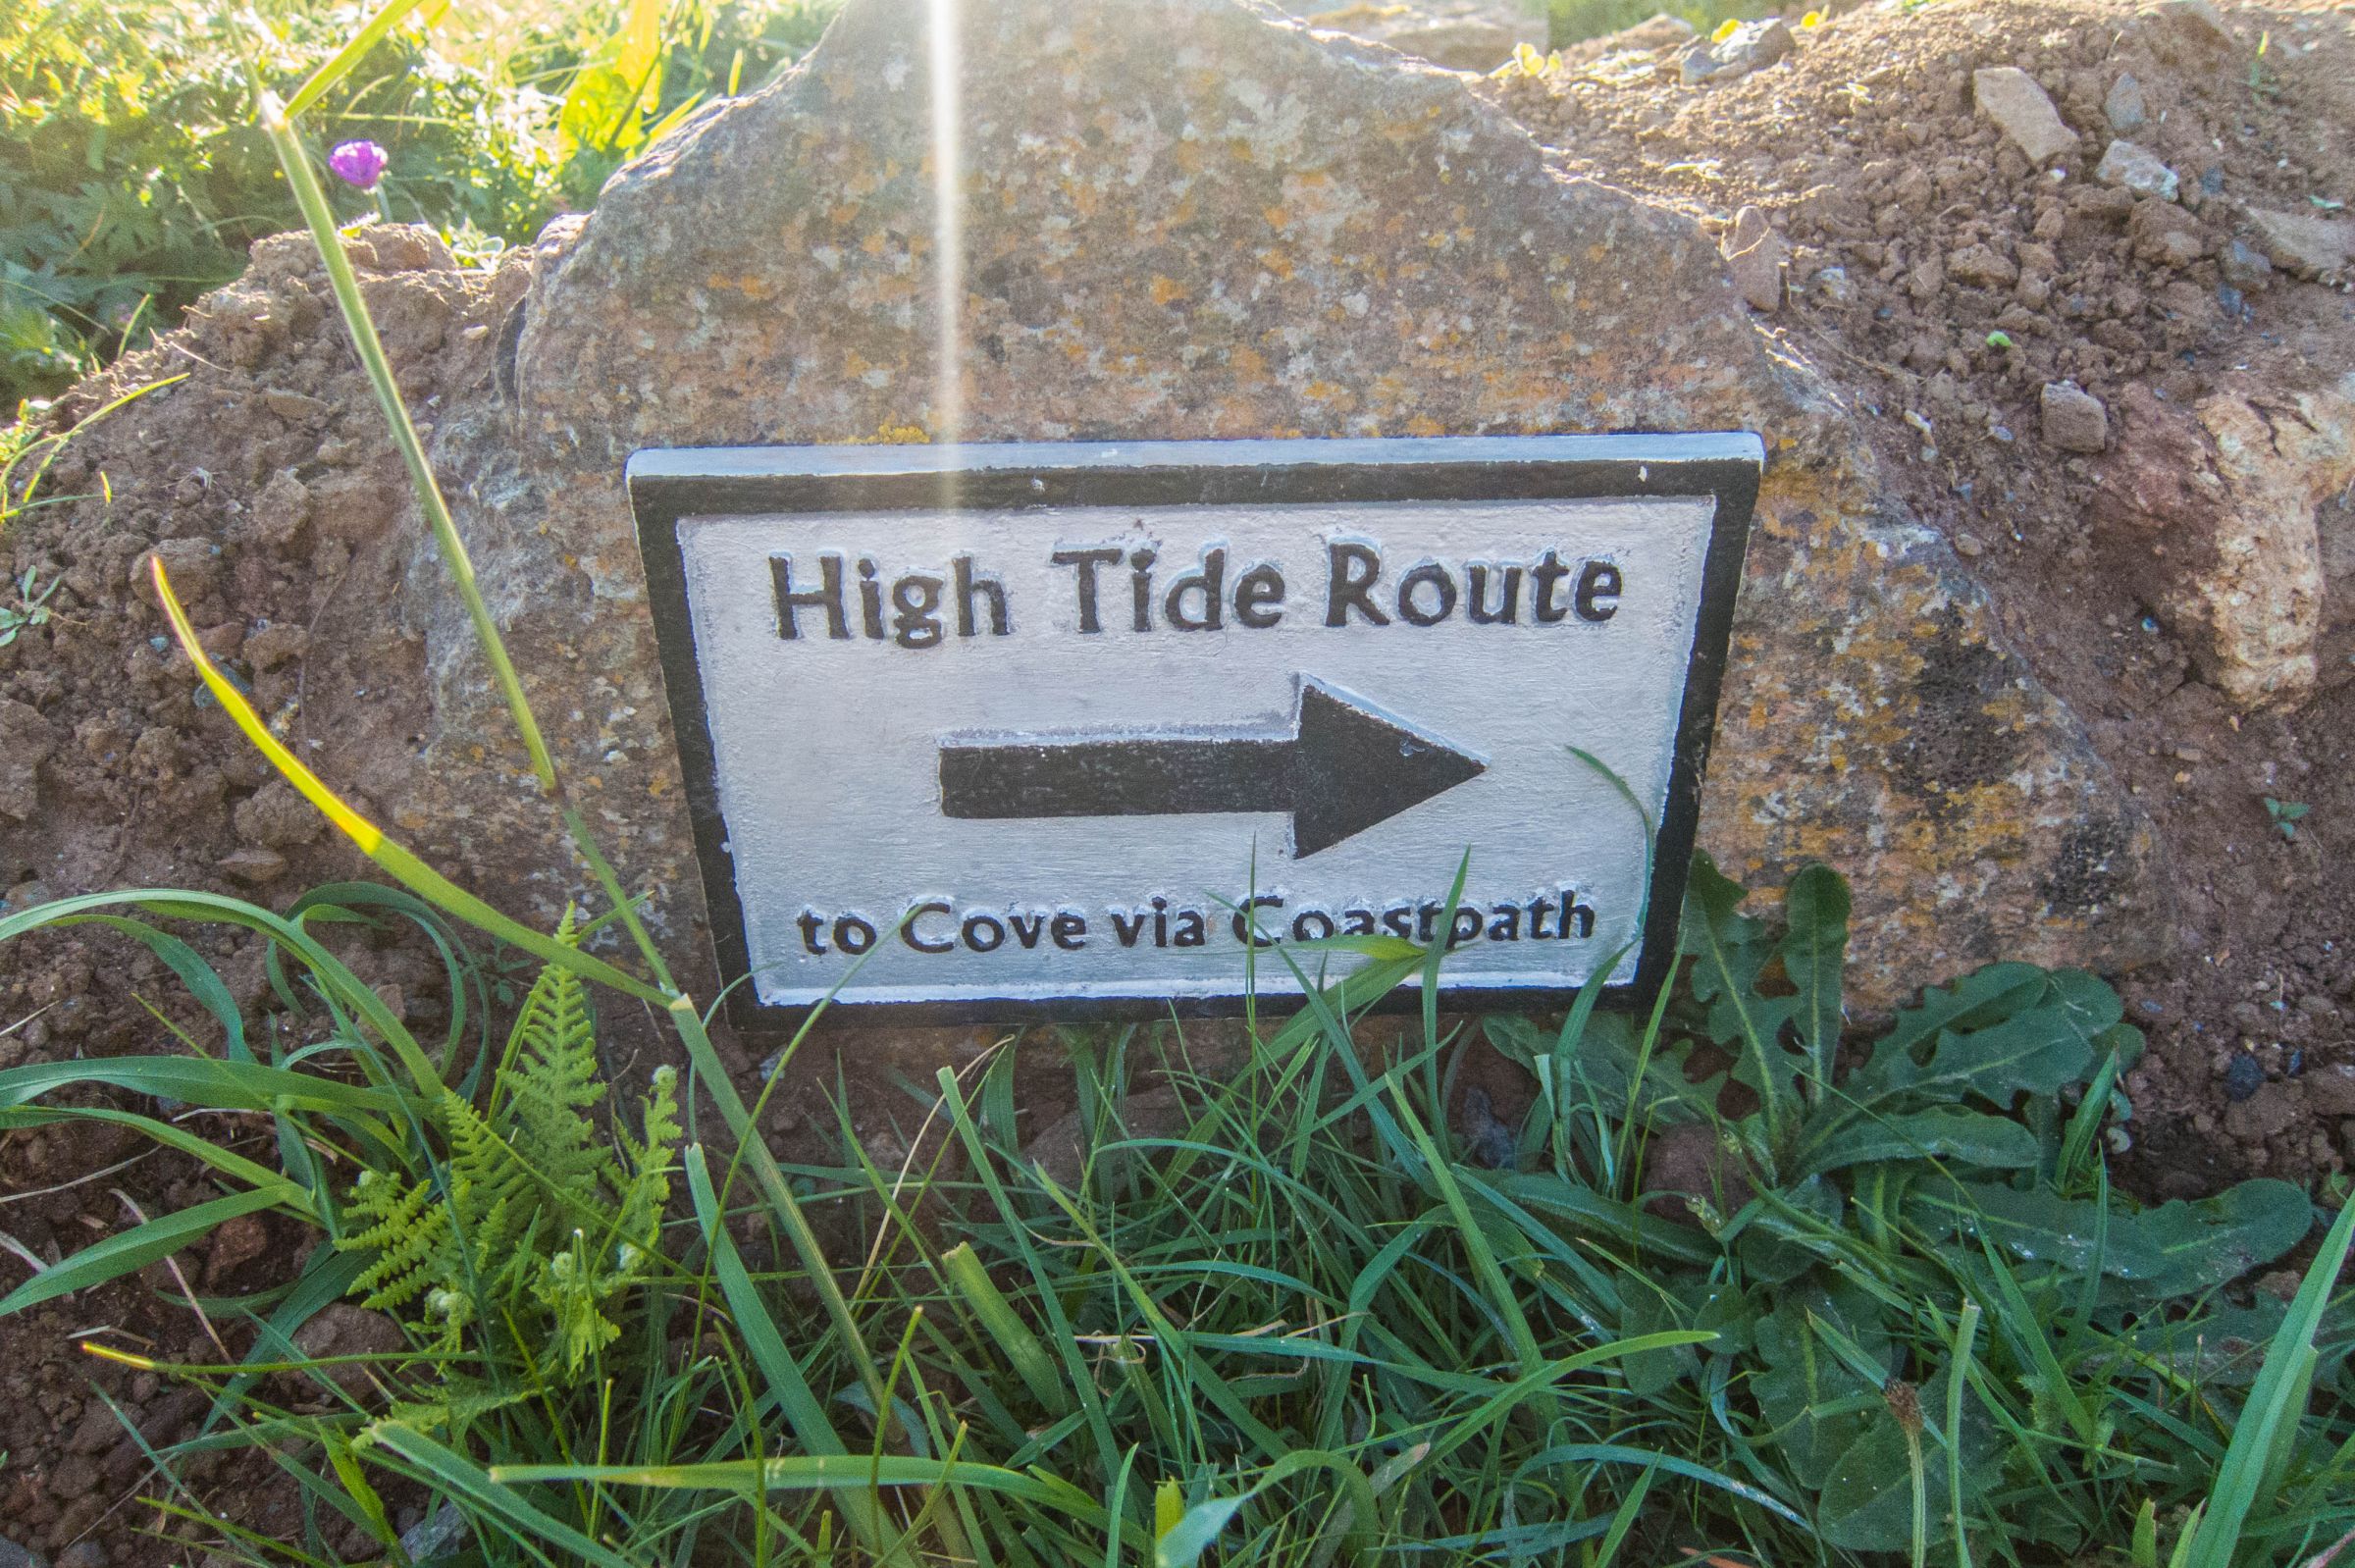 High Tide Route
to Cove via Coastpath